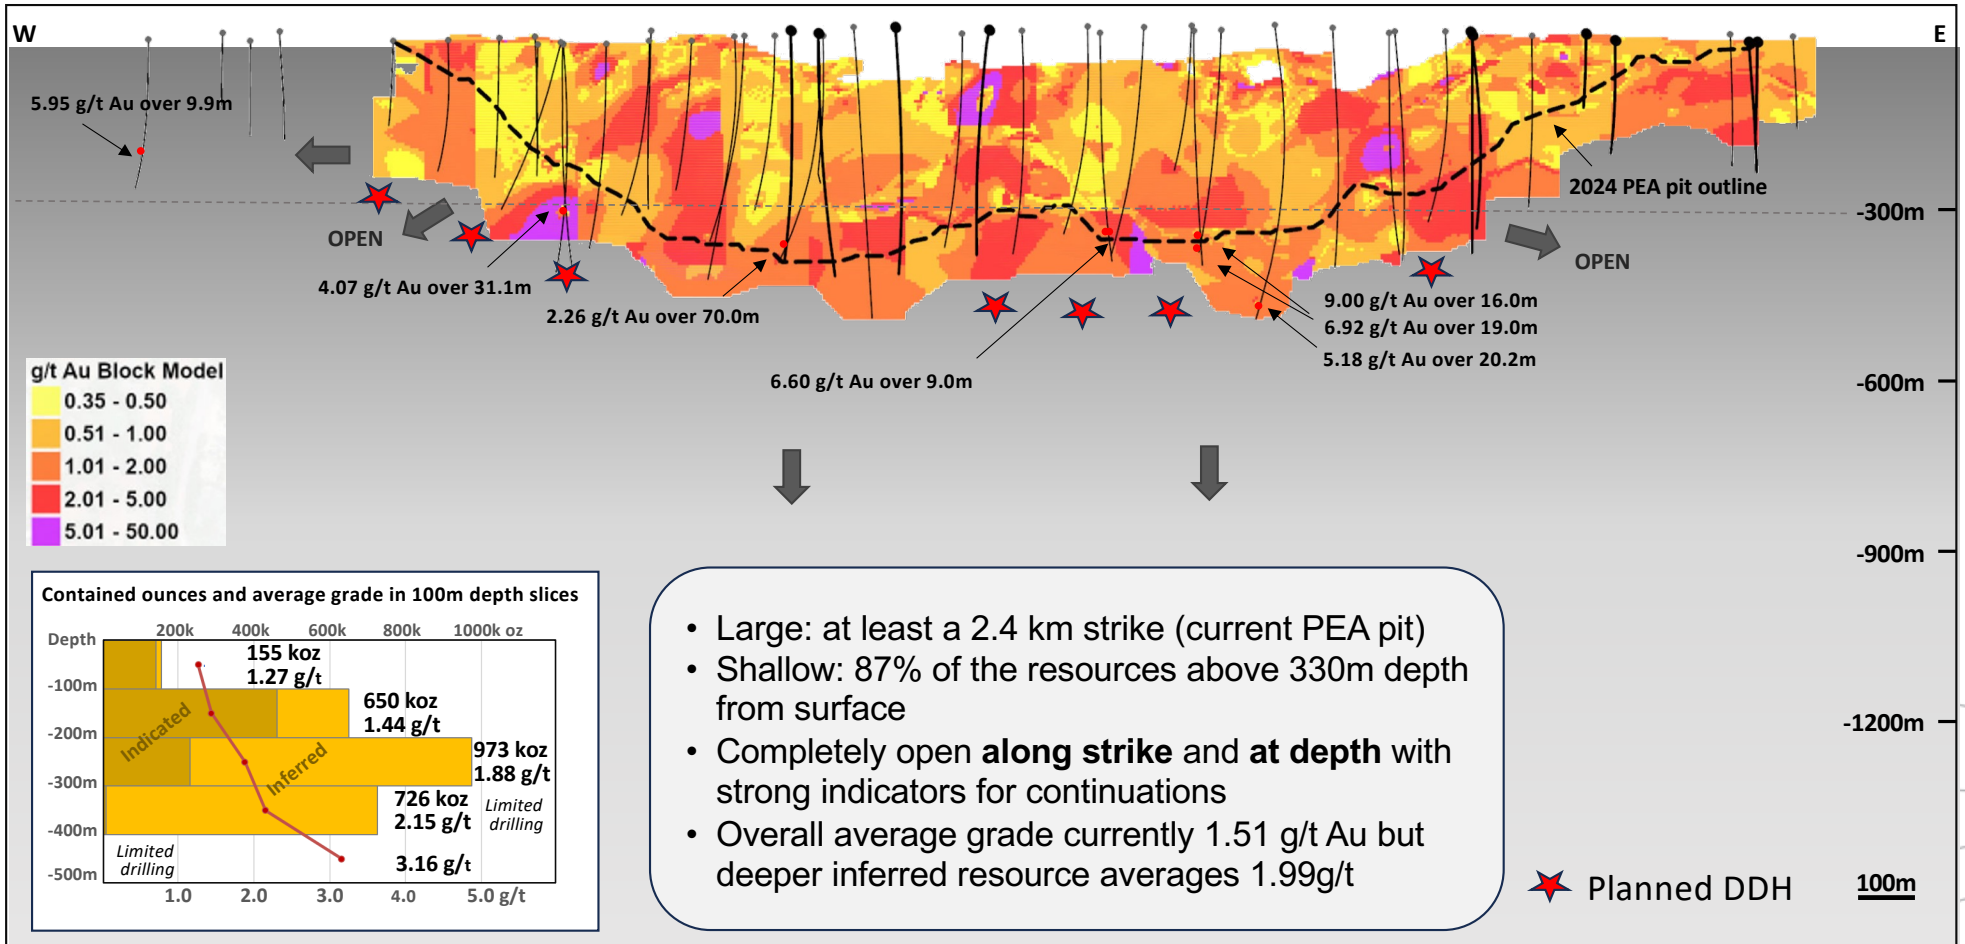 W
E
5.95 g/t Au over 9.9m
2024 PEA pit outline
-300m
OPEN
OPEN
4.07 g/t Au over 31.1m
2.26 g/t Au over 70.0m
9.00 g/t Au over 16.0m
6.92 g/t Au over 19.0m
5.18 g/t Au over 20.2m
6.60 g/t Au over 9.0m
-600m
g/t Au Block Model
0.35 - 0.50
0.51 - 1.00
1.01 - 2.00
2.01 - 5.00
5.01 - 50.00
-900m
-1200m
Contained ounces and average grade in 100m depth slices
200k 400k 600k 800k 1000k oz
Depth
155 koz
1.27 g/t
-100m
650 koz
1.44 g/t
-200m
Indicated
Inferred
973 koz
1.88 g/t
-300m
726 koz
2.15 g/t
Limited
drilling
-400m
Limited
drilling
3.16 g/t
-500m
1.0 2.0 3.0 4.0 5.0 g/t
• Large: at least a 2.4 km strike (current PEA pit)
• Shallow: 87% of the resources above 330m depth
from surface
• Completely open along strike and at depth with
strong indicators for continuations
• Overall average grade currently 1.51 g/t Au but
deeper inferred resource averages 1.99g/t
Planned DDH
100m